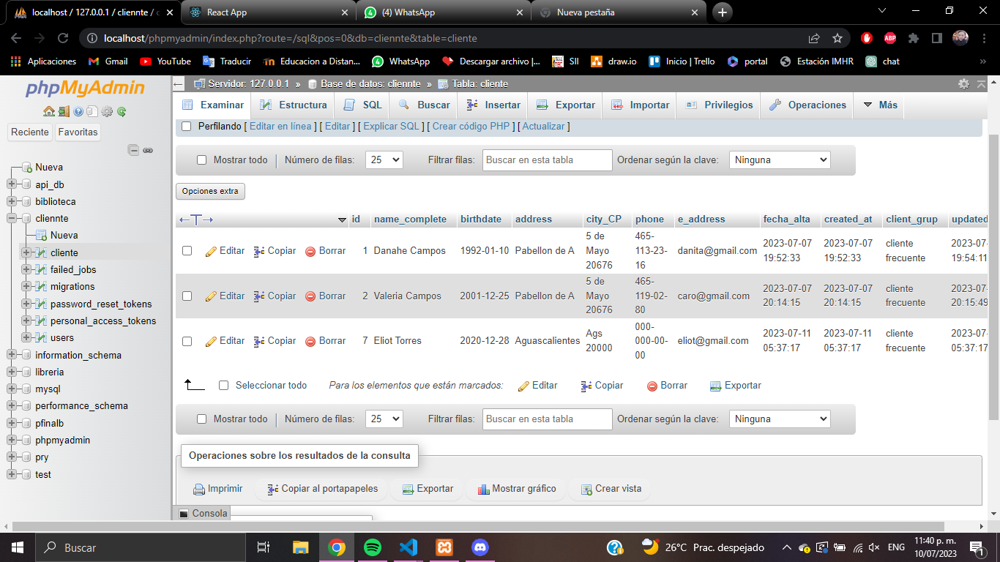 localhost / 127.0.0.1 / cliennte / c
React App
(4) WhatsApp
Nueva pestaña
localhost/phpmyadmin/index.php?route=/sql&pos=0&db=cliennte&table=cliente
ABP
Aplicaciones
Gmail
YouTube
Traducir
Educacion a Distan...
WhatsApp
Descargar archivo |...
SII
draw.io
Inicio | Trello
portal
Estación IMHR
chat
»
phpMyAdmin
Reciente
Favoritas
Nueva
api_db
biblioteca
cliennte
Nueva
cliente
failed_jobs
migrations
password_reset_tokens
personal_access_tokens
users
information_schema
libreria
mysql
performance_schema
pfinalb
phpmyadmin
pry
test
Servidor: 127.0.0.1 » Base de datos: cliennte » Tabla: cliente
Examinar Estructura SQL Buscar Insertar Exportar Importar Privilegios Operaciones Más
Perfilando [ Editar en línea ] [ Editar ] [ Explicar SQL ] [ Crear código PHP ] [ Actualizar ]
Mostrar todo Número de filas: 25 Filtrar filas: Buscar en esta tabla Ordenar según la clave: Ninguna
Opciones extra
←T→ id name_complete birthdate address city_CP phone e_address fecha_alta created_at client_grup updated
Editar Copiar Borrar 1 Danahe Campos 1992-01-10 Pabellon de A 5 de Mayo 20676 465-113-23-16 danita@gmail.com 2023-07-07 19:52:33 2023-07-07 19:52:33 cliente frecuente 2023-07- 19:54:11
Editar Copiar Borrar 2 Valeria Campos 2001-12-25 Pabellon de A 5 de Mayo 20676 465-119-02-80 caro@gmail.com 2023-07-07 20:14:15 2023-07-07 20:14:15 cliente frecuente 2023-07- 20:15:49
Editar Copiar Borrar 7 Eliot Torres 2020-12-28 Aguascalientes Ags 20000 000-000-00-00 eliot@gmail.com 2023-07-11 05:37:17 2023-07-11 05:37:17 cliente frecuente 2023-07- 05:37:17
Seleccionar todo Para los elementos que están marcados: Editar Copiar Borrar Exportar
Mostrar todo Número de filas: 25 Filtrar filas: Buscar en esta tabla Ordenar según la clave: Ninguna
Operaciones sobre los resultados de la consulta
Imprimir Copiar al portapapeles Exportar Mostrar gráfico Crear vista
Consola
Buscar
26°C Prac. despejado
ENG
11:40 p. m.
10/07/2023
1